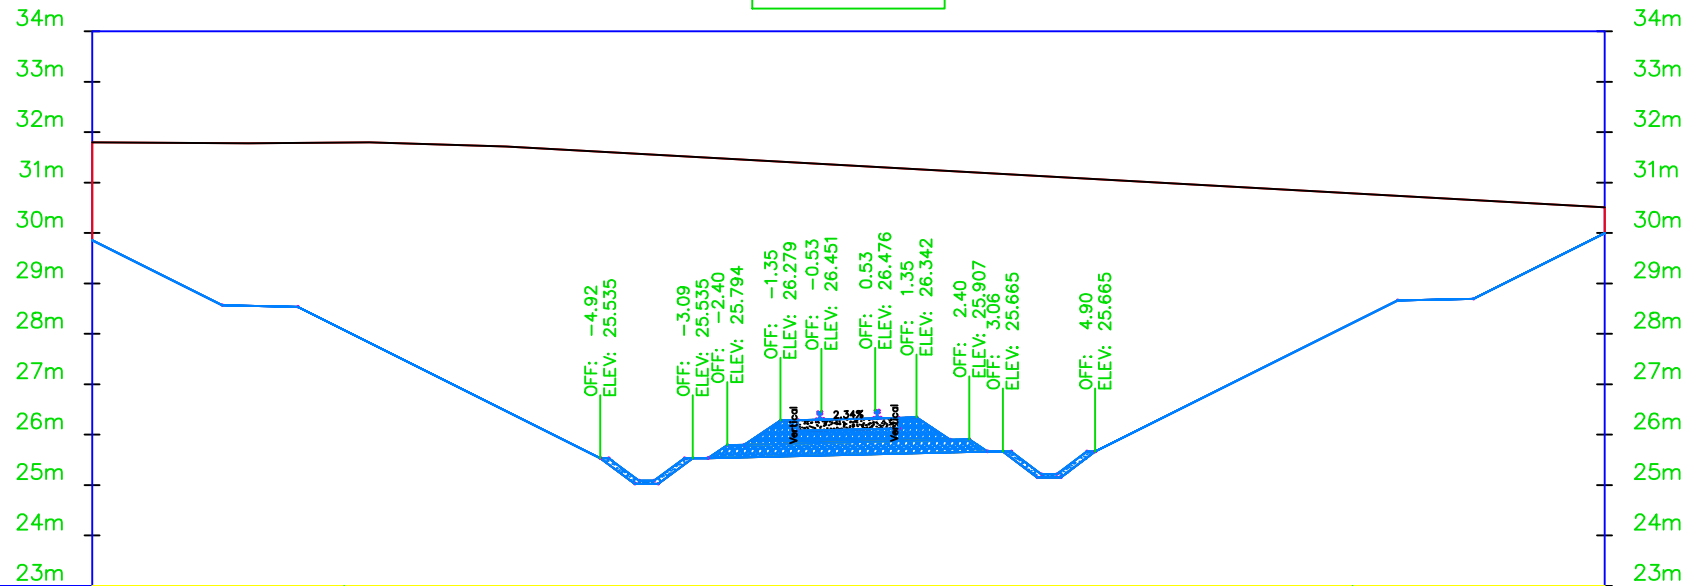 34m
34m
33m
33m
32m
32m
31m
31m
30m
30m
29m
29m
28m
28m
27m
27m
26m
26m
25m
25m
24m
24m
23m
23m
OFF: -4.92
ELEV: 25.535
OFF: -3.09
ELEV: 25.535
OFF: -2.40
ELEV: 25.794
OFF: -1.35
ELEV: 26.279
OFF: -0.53
ELEV: 26.451
OFF: 0.53
ELEV: 26.476
OFF: 1.35
ELEV: 26.342
OFF: 2.40
ELEV: 25.907
OFF: 3.06
ELEV: 25.665
OFF: 4.90
ELEV: 25.665
Vertical
2.34%
Vertical